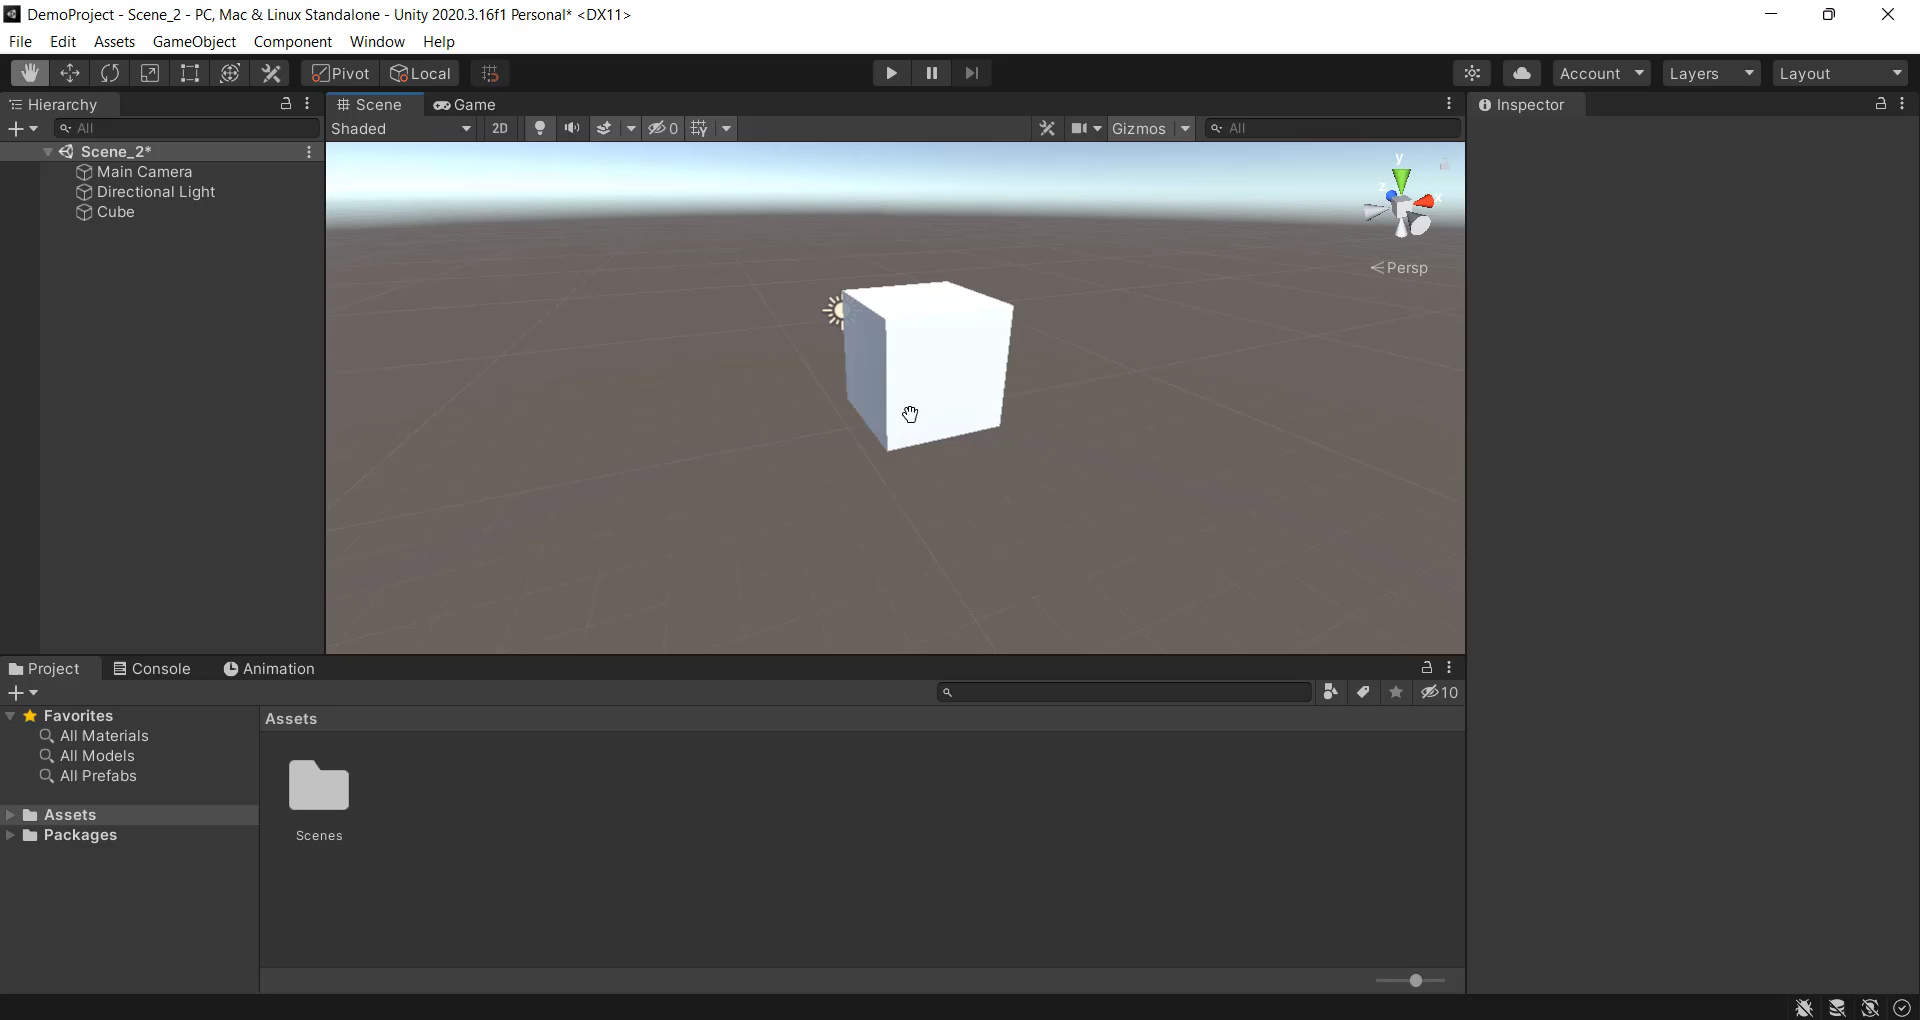 DemoProject - Scene_2 - PC, Mac & Linux Standalone - Unity 2020.3.16f1 Personal* <DX11>
File Edit Assets GameObject Component Window Help
Pivot Local Account Layers Layout
Hierarchy Scene Game Inspector
All Shaded 2D 0 Gizmos All
Scene_2*
Main Camera
Directional Light
Cube
y
z
x
Persp
Project Console Animation
10
Favorites
Assets
All Materials
All Models
All Prefabs
Assets
Packages
Scenes